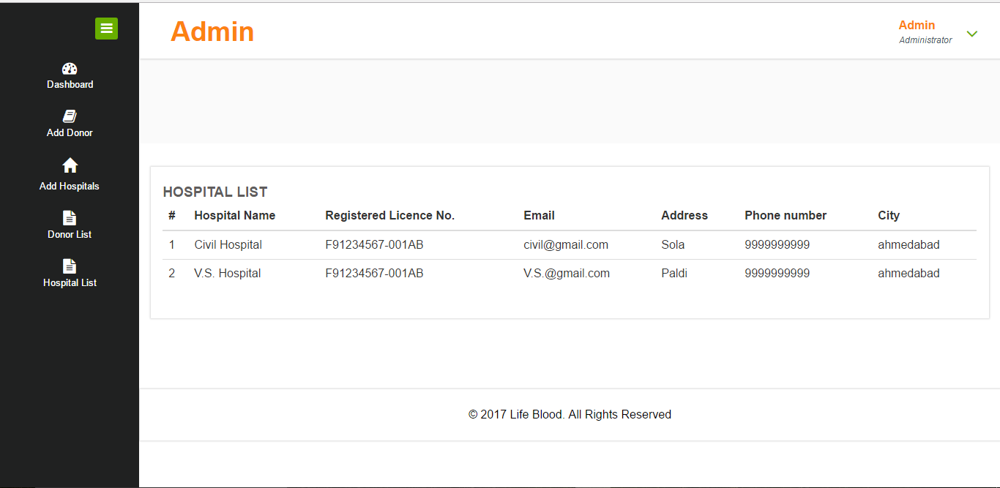 Admin
Admin
Administrator
Dashboard
Add Donor
Add Hospitals
Donor List
Hospital List
HOSPITAL LIST
# Hospital Name Registered Licence No. Email Address Phone number City
1 Civil Hospital F91234567-001AB civil@gmail.com Sola 9999999999 ahmedabad
2 V.S. Hospital F91234567-001AB V.S.@gmail.com Paldi 9999999999 ahmedabad
© 2017 Life Blood. All Rights Reserved